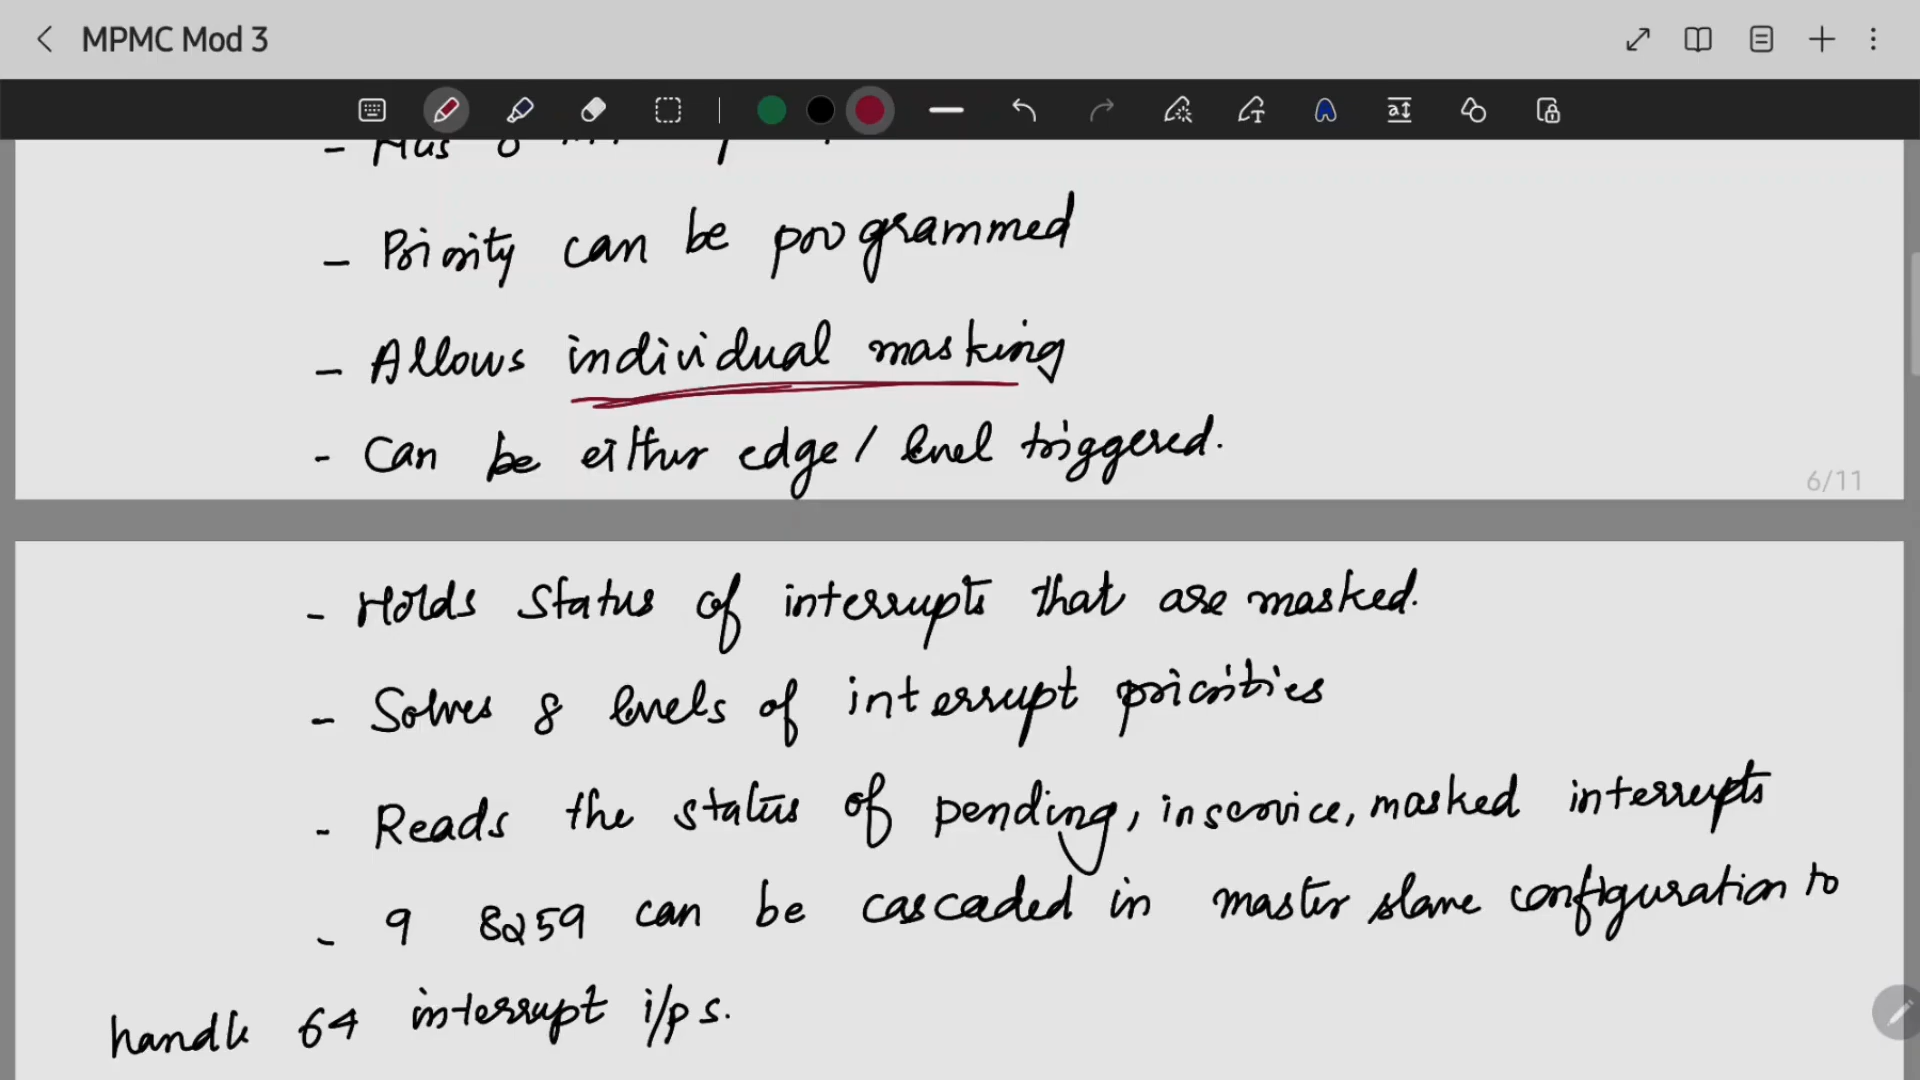 MPMC Mod 3
- Has 8
- Priority can be programmed
- Allows individual masking
- Can be either edge/level triggered.
6/11
- Holds status of interrupts that are masked.
- Solves 8 levels of interrupt priorities
- Reads the status of pending, inservice, masked interrupts
- 9 8259 can be cascaded in master slave configuration to
handle 64 interrupt i/ps.